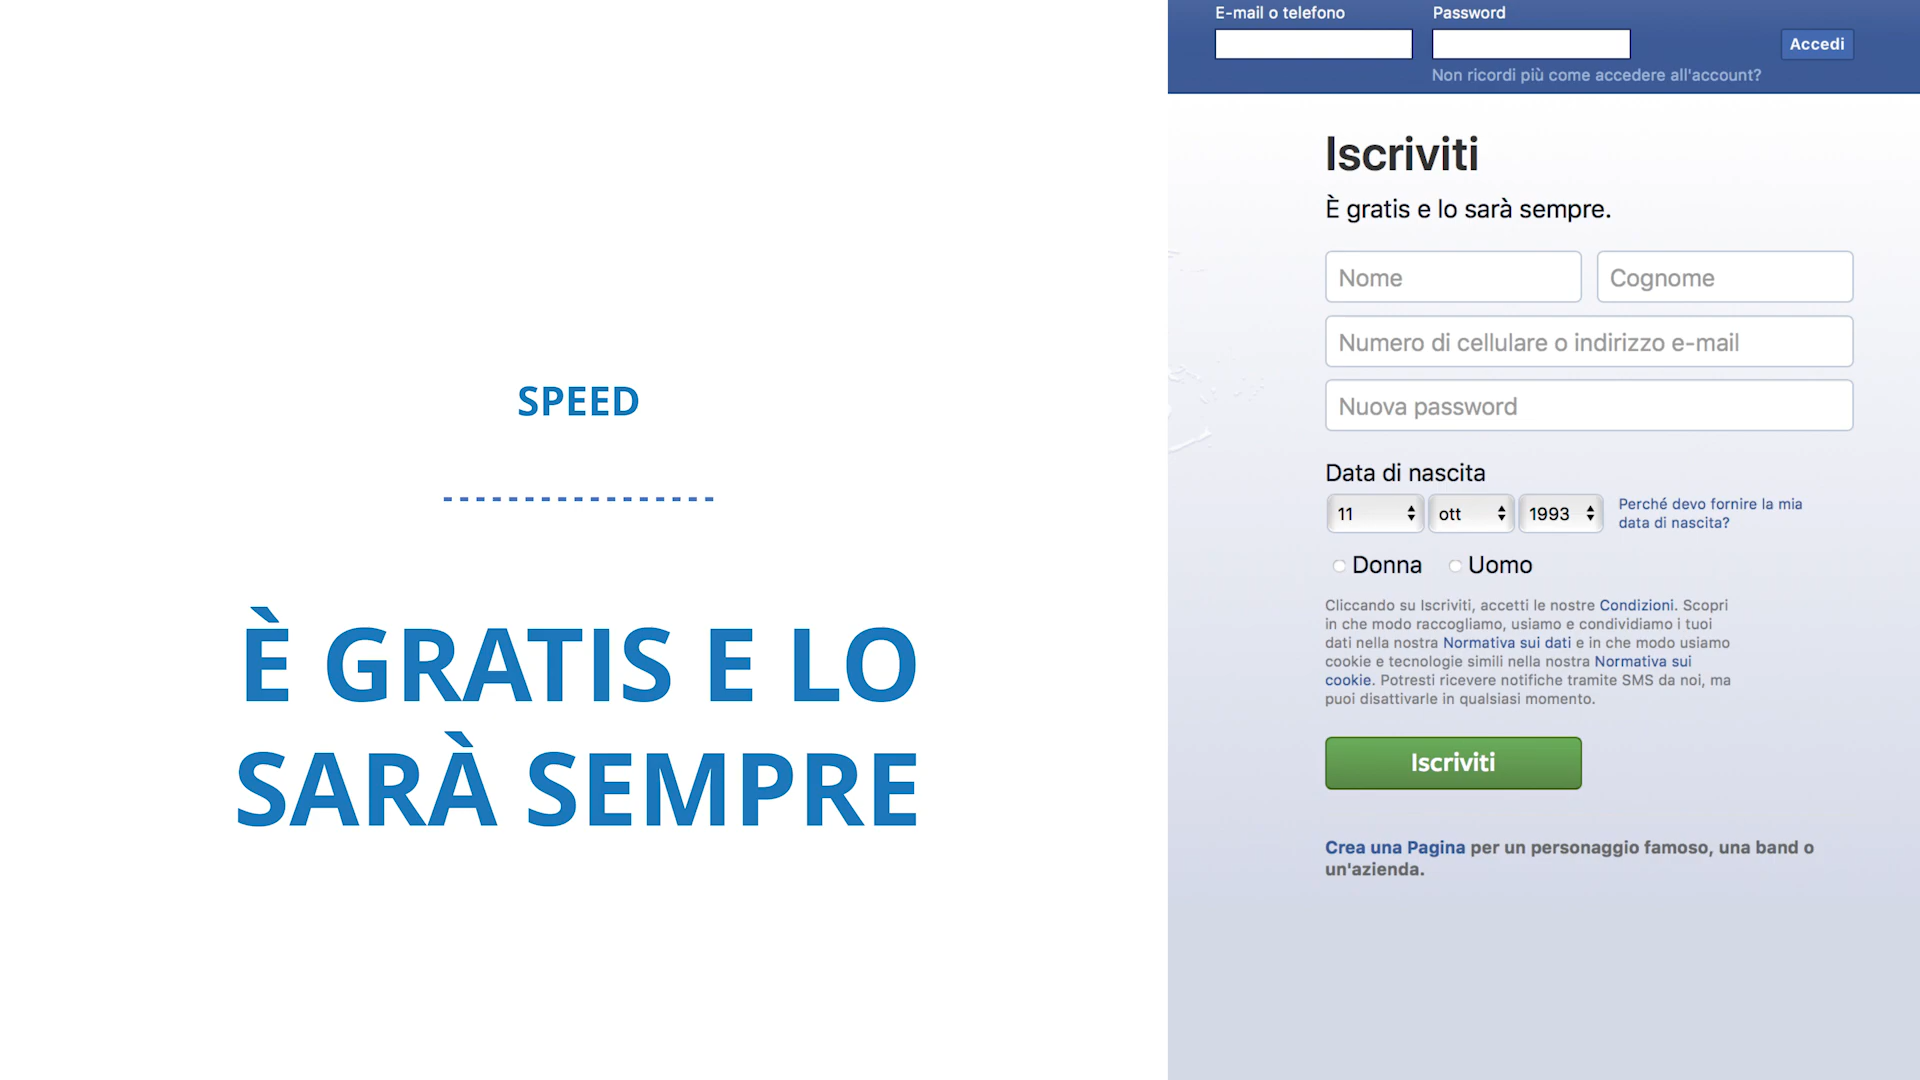 SPEED
È GRATIS E LO
SARÀ SEMPRE
E-mail o telefono
Password
Accedi
Non ricordi più come accedere all'account?
Iscriviti
È gratis e lo sarà sempre.
Nome
Cognome
Numero di cellulare o indirizzo e-mail
Nuova password
Data di nascita
11
ott
1993
Perché devo fornire la mia
data di nascita?
Donna
Uomo
Cliccando su Iscriviti, accetti le nostre Condizioni. Scopri
in che modo raccogliamo, usiamo e condividiamo i tuoi
dati nella nostra Normativa sui dati e in che modo usiamo
cookie e tecnologie simili nella nostra Normativa sui
cookie. Potresti ricevere notifiche tramite SMS da noi, ma
puoi disattivarle in qualsiasi momento.
Iscriviti
Crea una Pagina per un personaggio famoso, una band o
un'azienda.